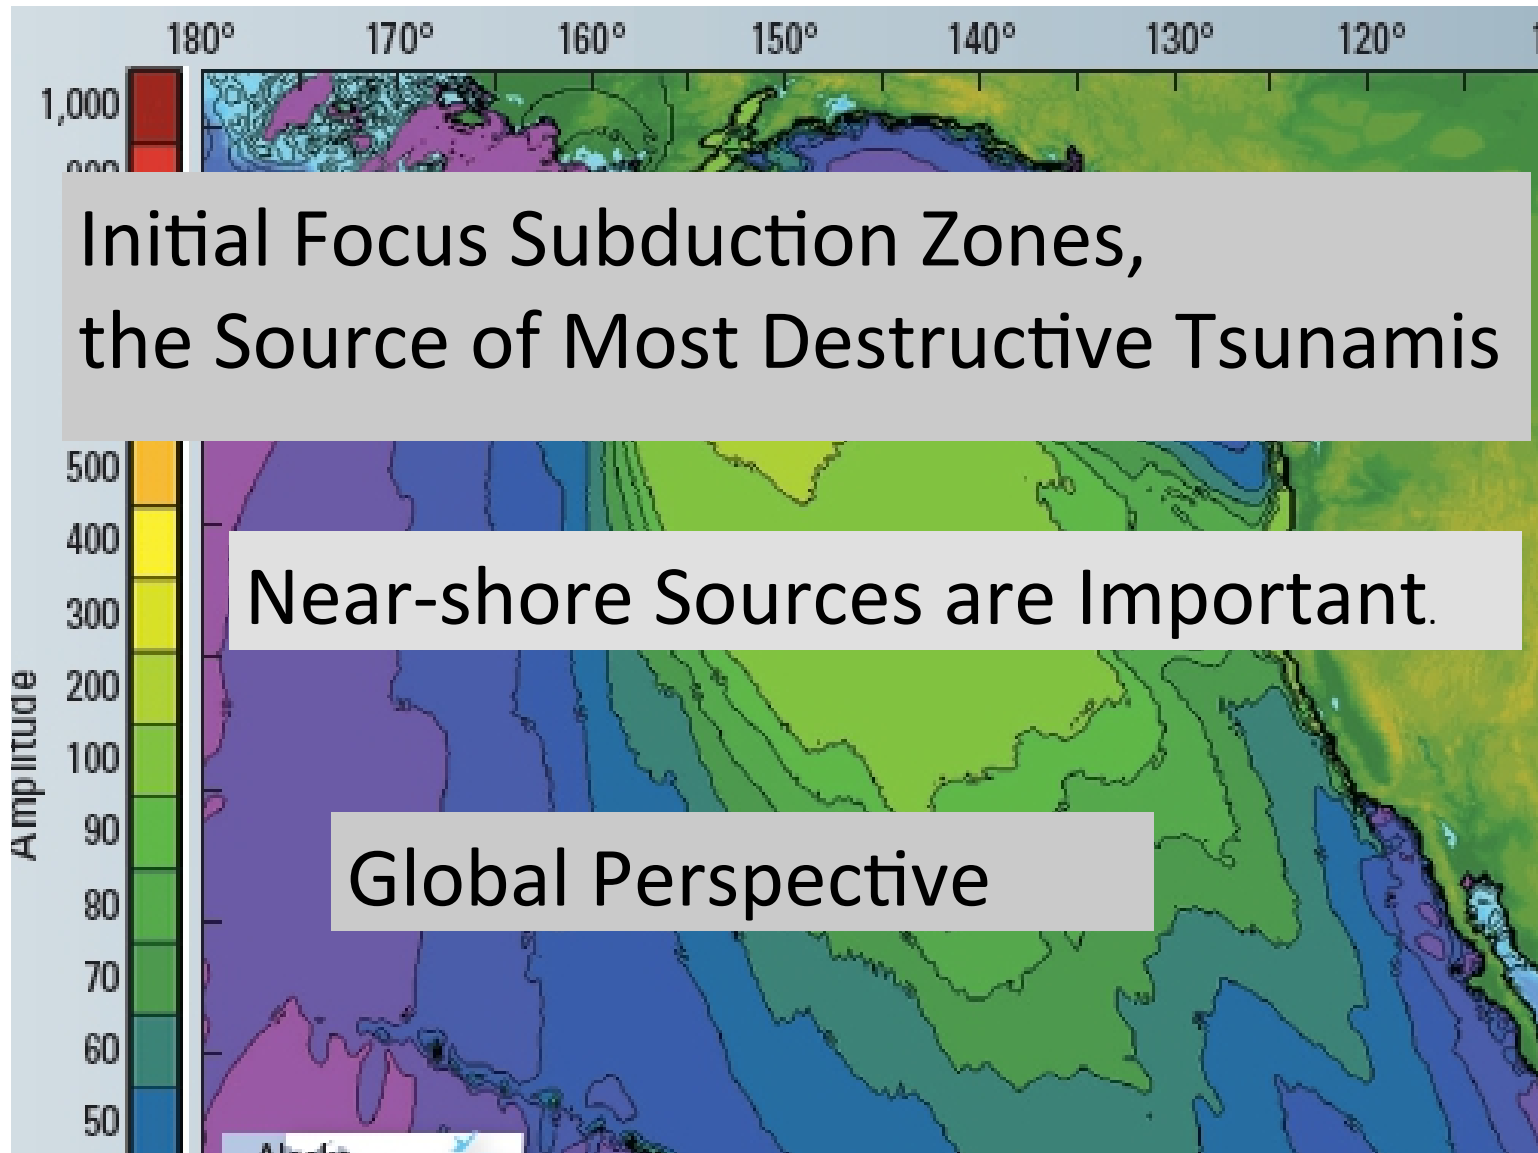 180° 170° 160° 150° 140° 130° 120°
1,000
Initial Focus Subduction Zones,
the Source of Most Destructive Tsunamis
500
400
Near-shore Sources are Important.
300
200
100
Amplitude
90
Global Perspective
80
70
60
50